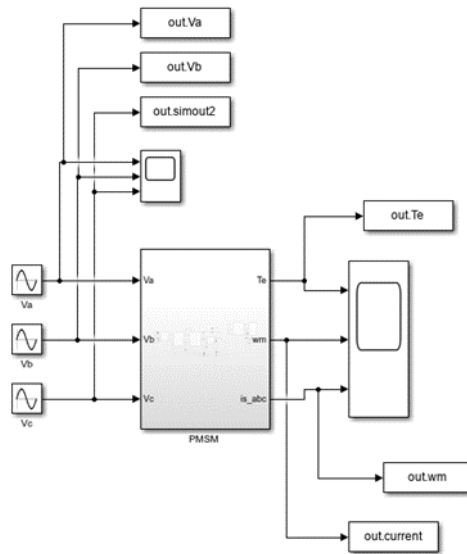 out.Va
out.Vb
out.simout2
out.Te
Va
Va
Te
Vb
Vb
wm
Vc
Vc
is_abc
PMSM
out.wm
out.current